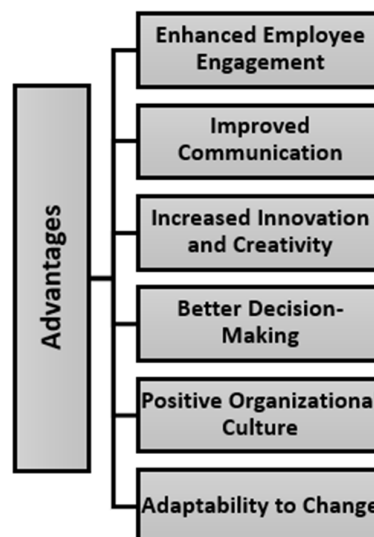 Advantages
Enhanced Employee
Engagement
Improved
Communication
Increased Innovation
and Creativity
Better Decision-
Making
Positive Organizationa
Culture
Adaptability to Change